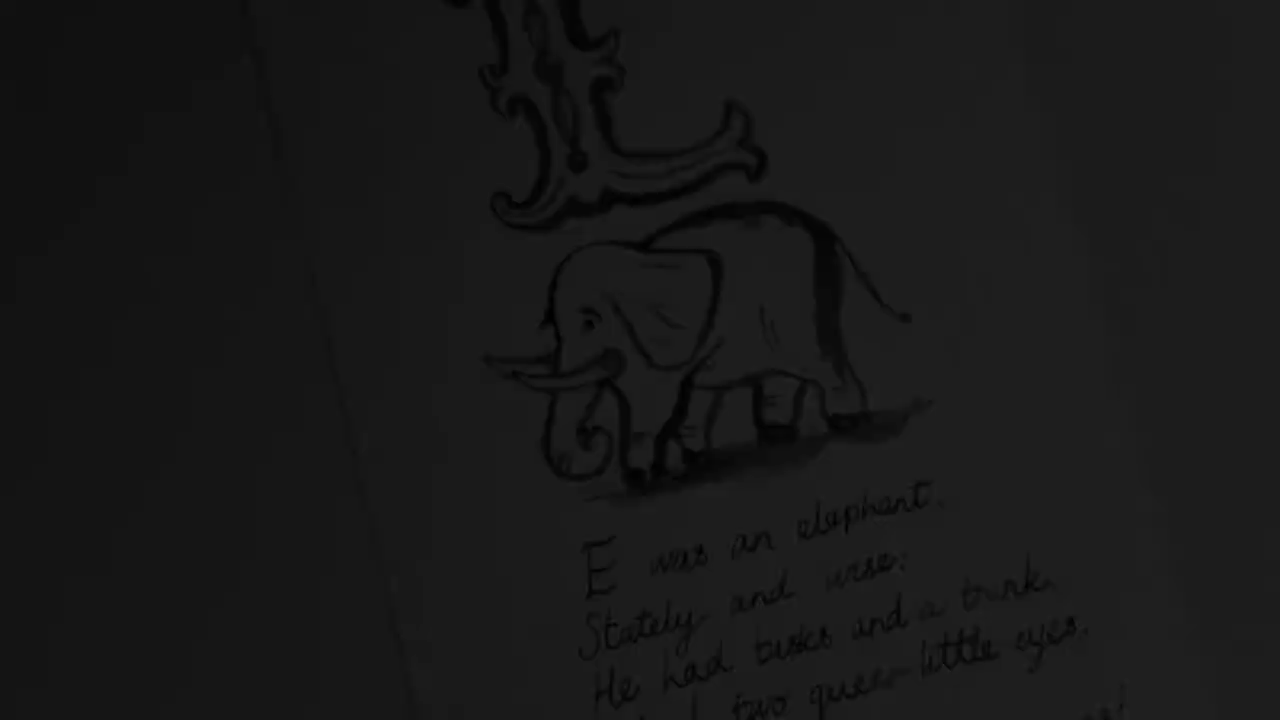 E was an elephant,
Stately and wise:
He had tusks and a trunk,
two queer little eyes.